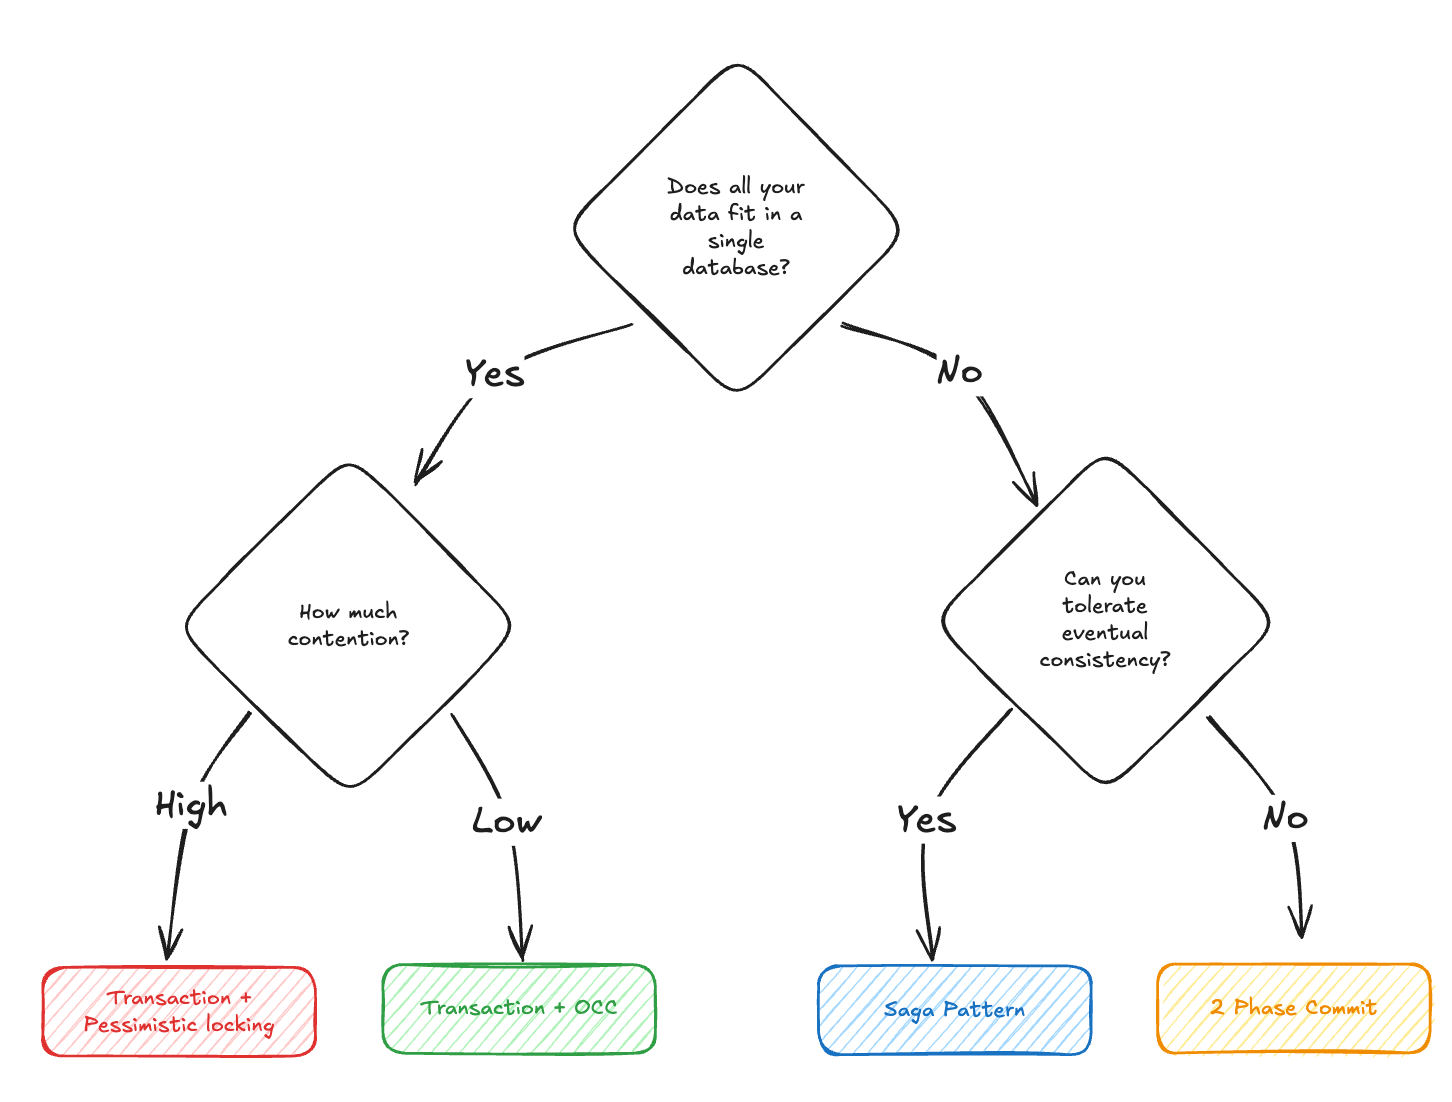 Does all your
data fit in a
single
database?
Yes
No
How much
contention?
Can you
tolerate
eventual
consistency?
High
Low
Yes
No
Transaction +
Pessimistic locking
Transaction + OCC
Saga Pattern
2 Phase Commit